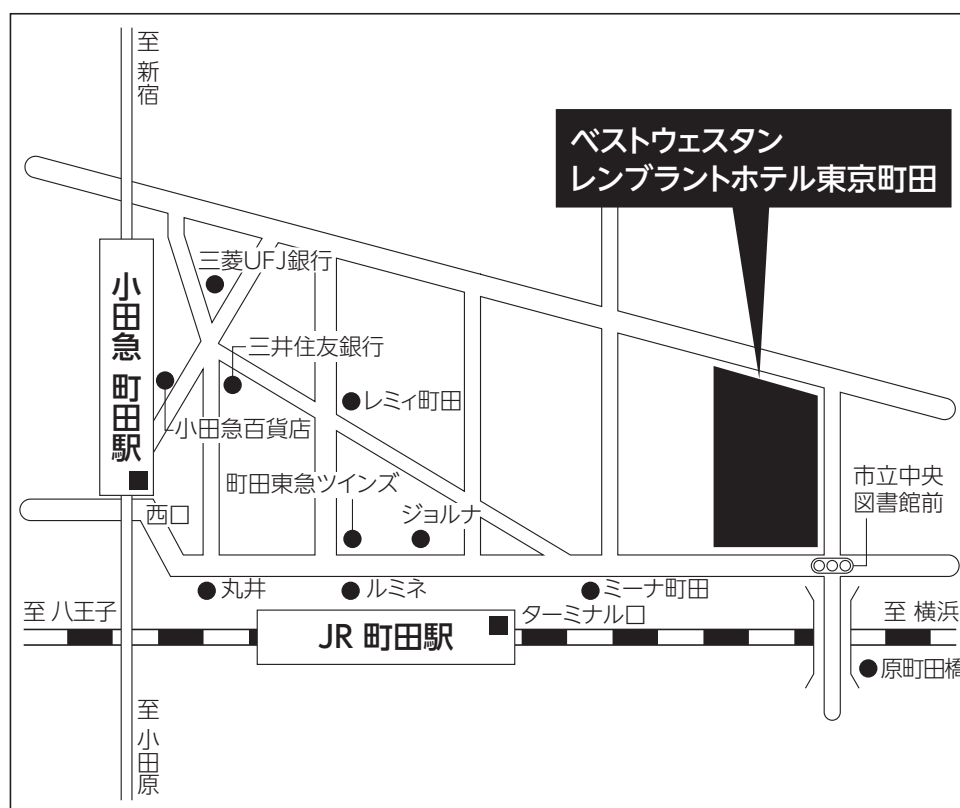 至 新宿
ベストウェスタン
レンブラントホテル東京町田
三菱UFJ銀行
小田急 町田駅
三井住友銀行
レミィ町田
小田急百貨店
町田東急ツインズ
ジョルナ
市立中央
図書館前
西口
丸井
ルミネ
ミーナ町田
至 八王子
ターミナル口
至 横浜
JR 町田駅
原町田橋
至 小田原